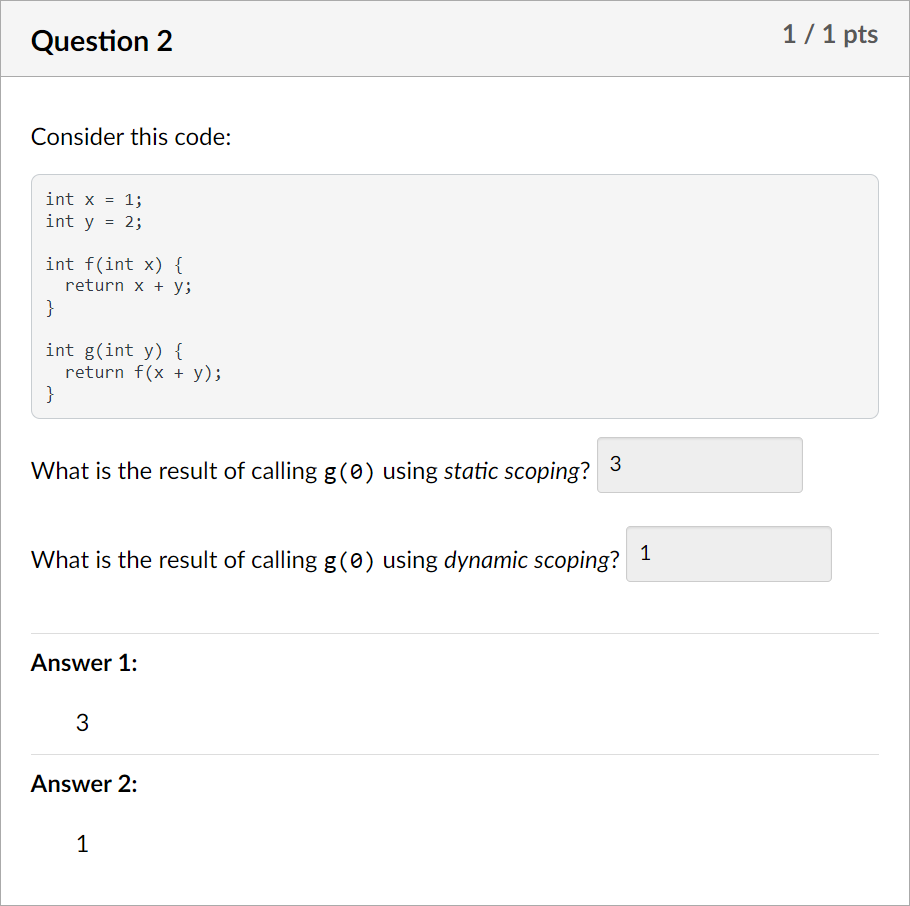 Question 2
1 / 1 pts
Consider this code:
int x = 1;
int y = 2;
int f(int x) {
  return x + y;
}
int g(int y) {
  return f(x + y);
}
What is the result of calling g(0) using static scoping? 3
What is the result of calling g(0) using dynamic scoping? 1
Answer 1:
3
Answer 2:
1